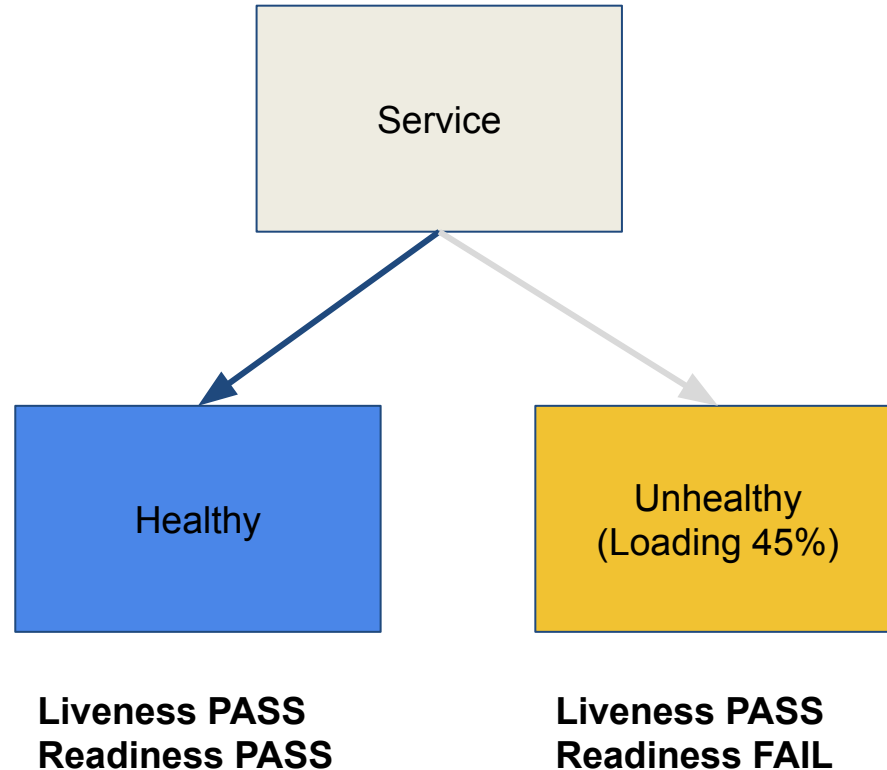 Service
Healthy
Unhealthy
(Loading 45%)
Liveness PASS
Readiness PASS
Liveness PASS
Readiness FAIL